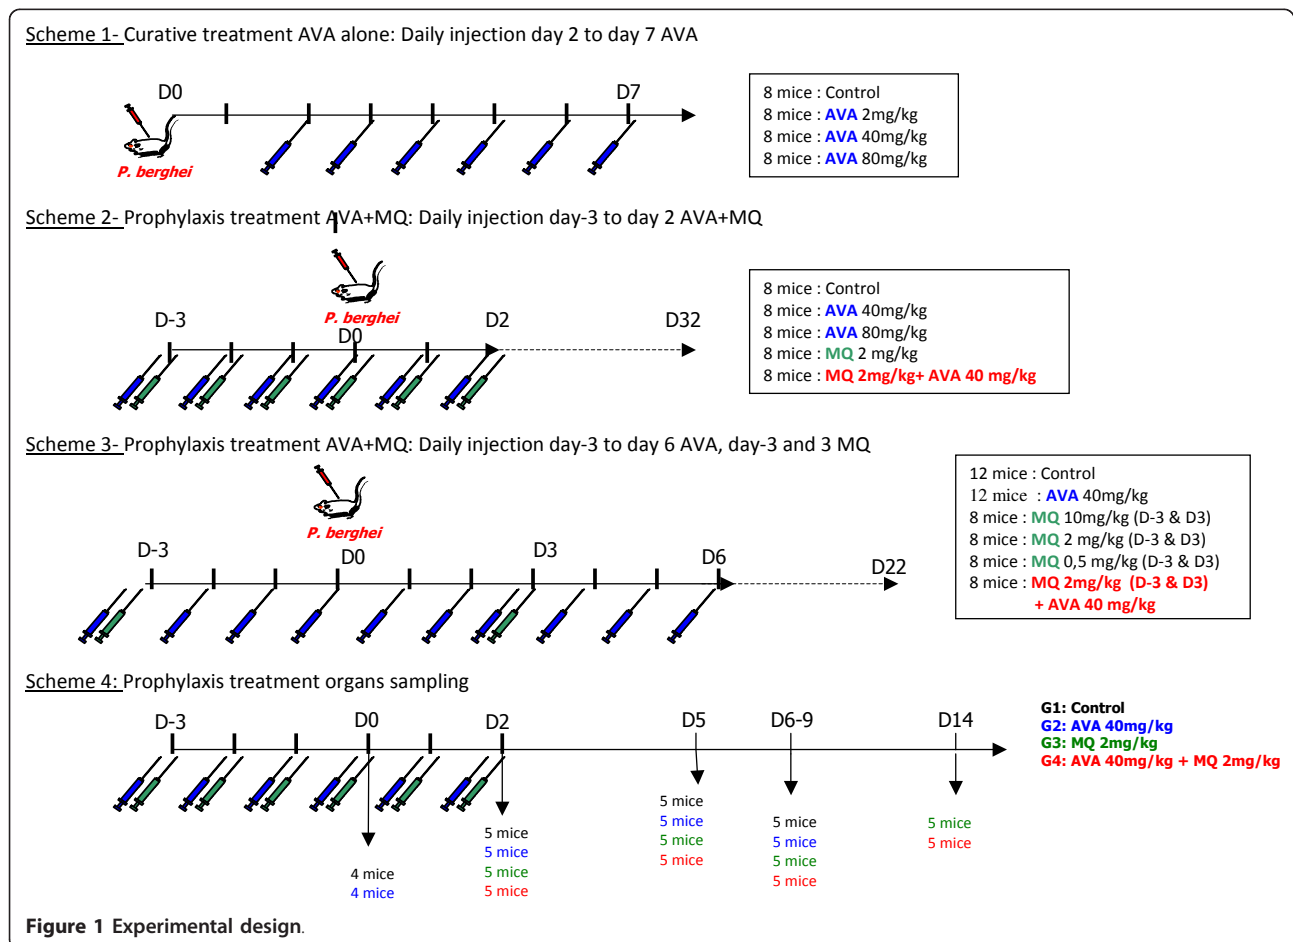 Scheme 1- Curative treatment AVA alone: Daily injection day 2 to day 7 AVA
D0
D7
P. berghei
8 mice : Control
8 mice : AVA 2mg/kg
8 mice : AVA 40mg/kg
8 mice : AVA 80mg/kg
Scheme 2- Prophylaxis treatment AVA+MQ: Daily injection day-3 to day 2 AVA+MQ
P. berghei
D-3
D0
D2
D32
8 mice : Control
8 mice : AVA 40mg/kg
8 mice : AVA 80mg/kg
8 mice : MQ 2 mg/kg
8 mice : MQ 2mg/kg+ AVA 40 mg/kg
Scheme 3- Prophylaxis treatment AVA+MQ: Daily injection day-3 to day 6 AVA, day-3 and 3 MQ
P. berghei
D-3
D0
D3
D6
D22
12 mice : Control
12 mice : AVA 40mg/kg
8 mice : MQ 10mg/kg (D-3 & D3)
8 mice : MQ 2 mg/kg (D-3 & D3)
8 mice : MQ 0,5 mg/kg (D-3 & D3)
8 mice : MQ 2mg/kg (D-3 & D3)
+ AVA 40 mg/kg
Scheme 4: Prophylaxis treatment organs sampling
D-3
D0
D2
D5
D6-9
D14
4 mice
4 mice
5 mice
5 mice
5 mice
5 mice
5 mice
5 mice
5 mice
5 mice
5 mice
5 mice
5 mice
5 mice
5 mice
5 mice
G1: Control
G2: AVA 40mg/kg
G3: MQ 2mg/kg
G4: AVA 40mg/kg + MQ 2mg/kg
Figure 1 Experimental design.